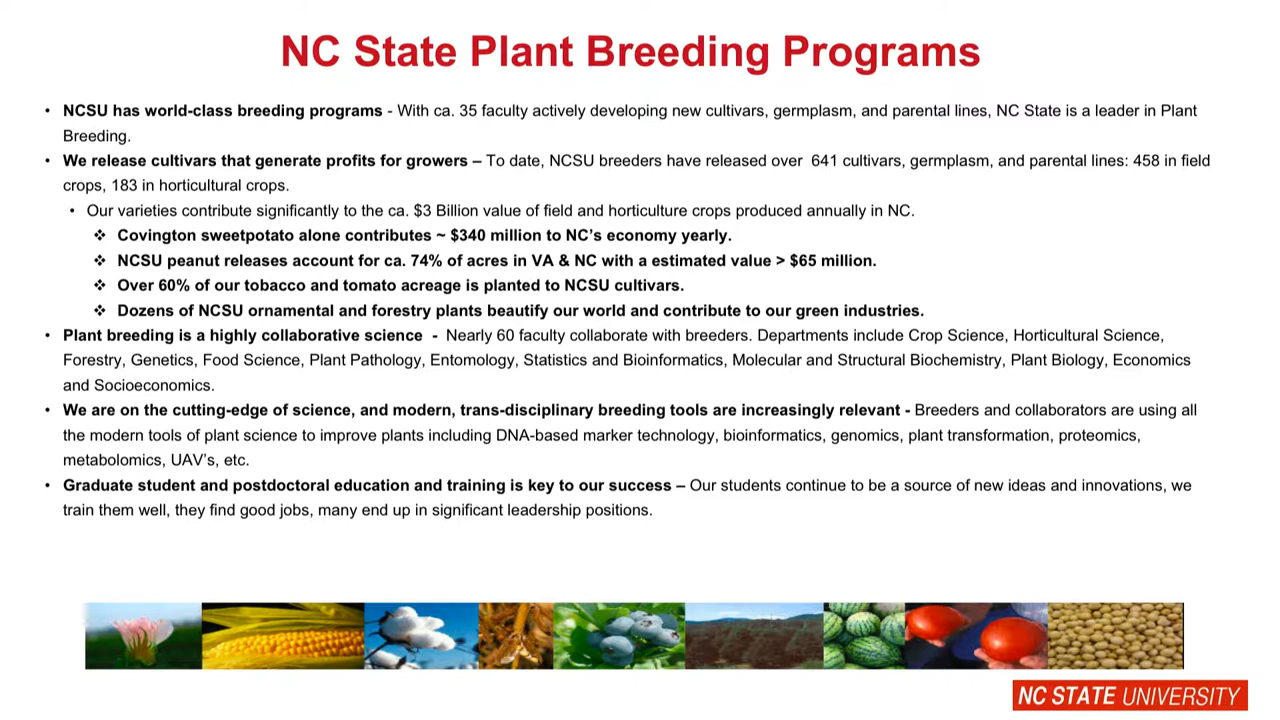 NC State Plant Breeding Programs
• NCSU has world-class breeding programs - With ca. 35 faculty actively developing new cultivars, germplasm, and parental lines, NC State is a leader in Plant
Breeding.
• We release cultivars that generate profits for growers – To date, NCSU breeders have released over 641 cultivars, germplasm, and parental lines: 458 in field
crops, 183 in horticultural crops.
• Our varieties contribute significantly to the ca. $3 Billion value of field and horticulture crops produced annually in NC.
❖ Covington sweetpotato alone contributes ~ $340 million to NC’s economy yearly.
❖ NCSU peanut releases account for ca. 74% of acres in VA & NC with a estimated value > $65 million.
❖ Over 60% of our tobacco and tomato acreage is planted to NCSU cultivars.
❖ Dozens of NCSU ornamental and forestry plants beautify our world and contribute to our green industries.
• Plant breeding is a highly collaborative science - Nearly 60 faculty collaborate with breeders. Departments include Crop Science, Horticultural Science,
Forestry, Genetics, Food Science, Plant Pathology, Entomology, Statistics and Bioinformatics, Molecular and Structural Biochemistry, Plant Biology, Economics
and Socioeconomics.
• We are on the cutting-edge of science, and modern, trans-disciplinary breeding tools are increasingly relevant - Breeders and collaborators are using all
the modern tools of plant science to improve plants including DNA-based marker technology, bioinformatics, genomics, plant transformation, proteomics,
metabolomics, UAV’s, etc.
• Graduate student and postdoctoral education and training is key to our success – Our students continue to be a source of new ideas and innovations, we
train them well, they find good jobs, many end up in significant leadership positions.
NC STATE UNIVERSITY